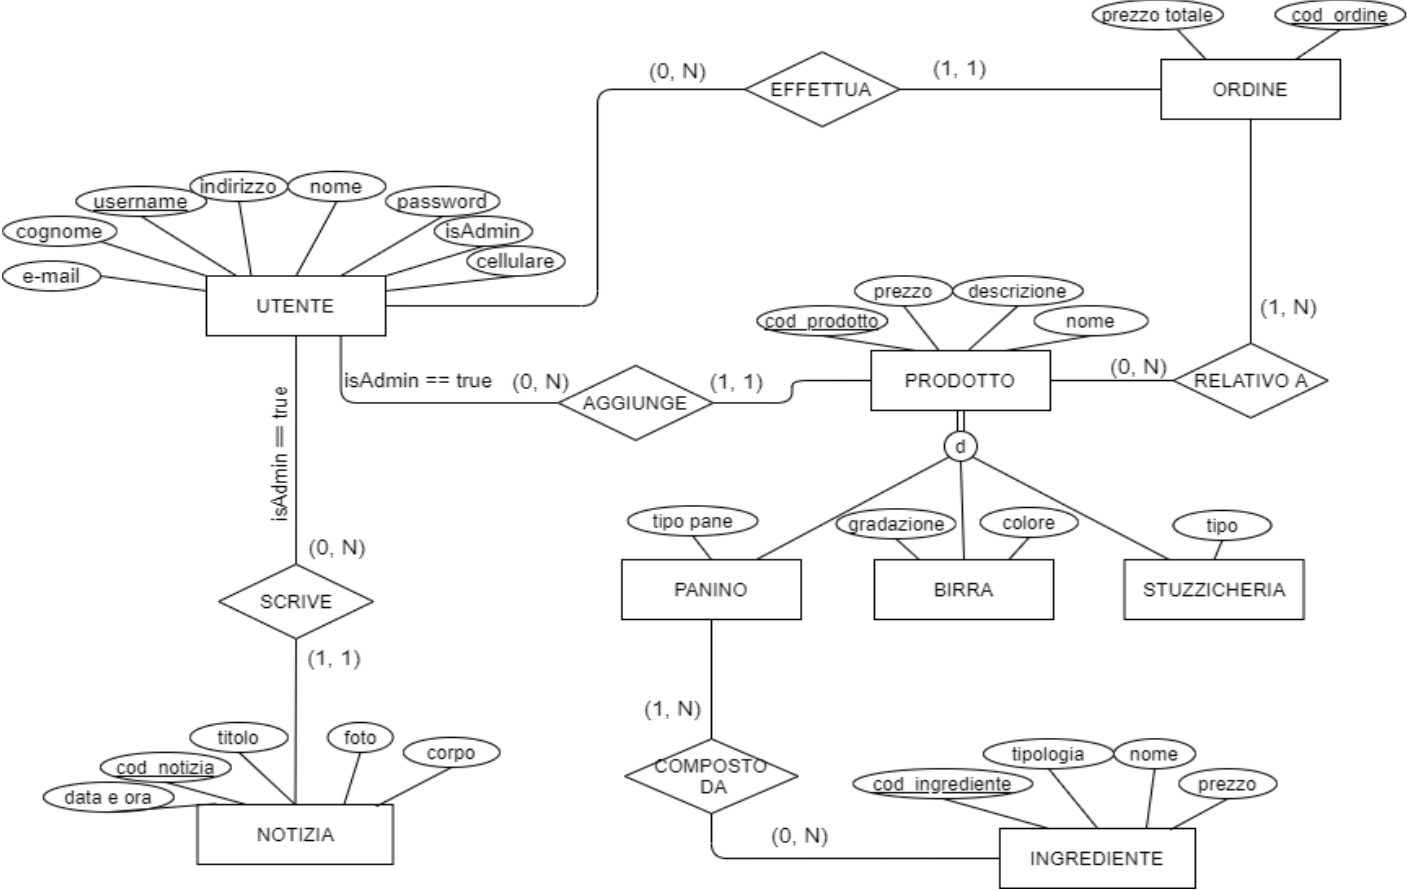 prezzo totale
cod_ordine
(0, N)
EFFETTUA
(1, 1)
ORDINE
indirizzo
nome
username
password
cognome
isAdmin
e-mail
cellulare
UTENTE
prezzo
descrizione
cod_prodotto
nome
(1, N)
isAdmin == true
(0, N)
AGGIUNGE
(1, 1)
PRODOTTO
(0, N)
RELATIVO A
isAdmin == true
d
tipo pane
gradazione
colore
tipo
(0, N)
PANINO
BIRRA
STUZZICHERIA
SCRIVE
(1, 1)
(1, N)
titolo
foto
corpo
cod_notizia
data e ora
NOTIZIA
COMPOSTO
DA
tipologia
nome
cod_ingrediente
prezzo
(0, N)
INGREDIENTE